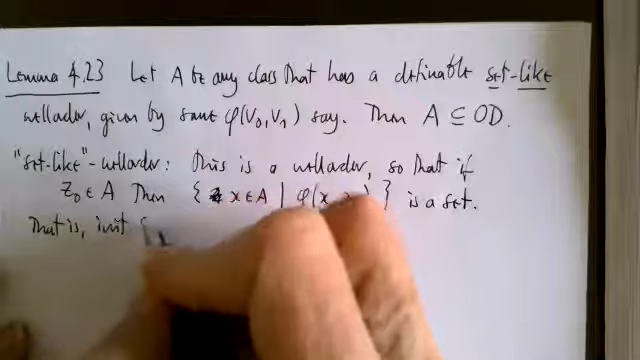 Lemma 4.23 Let A be any class that has a definable set-like
wellorder, given by some φ(v₀,v₁) say. Then A ⊆ OD.
"Set-like"-wellorder: This is a wellorder, so that if
z₀ ∈ A Then { x ∈ A | φ(x, ) } is a set.
That is, init {